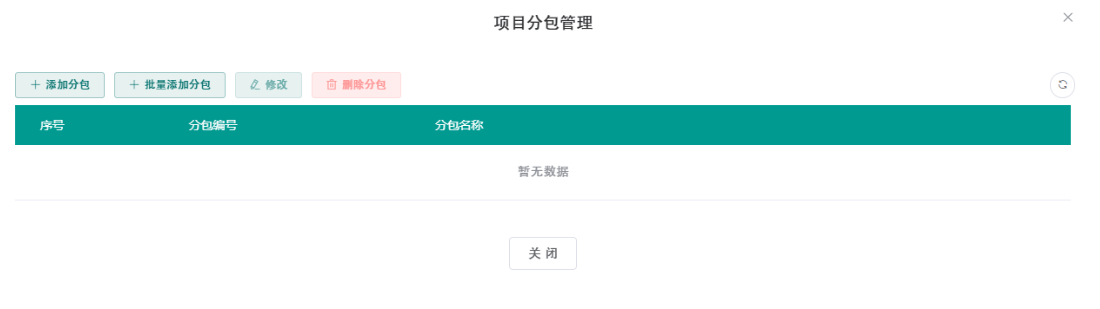 项目分包管理
添加分包 批量添加分包 修改 删除分包
序号 分包编号 分包名称
暂无数据
关闭